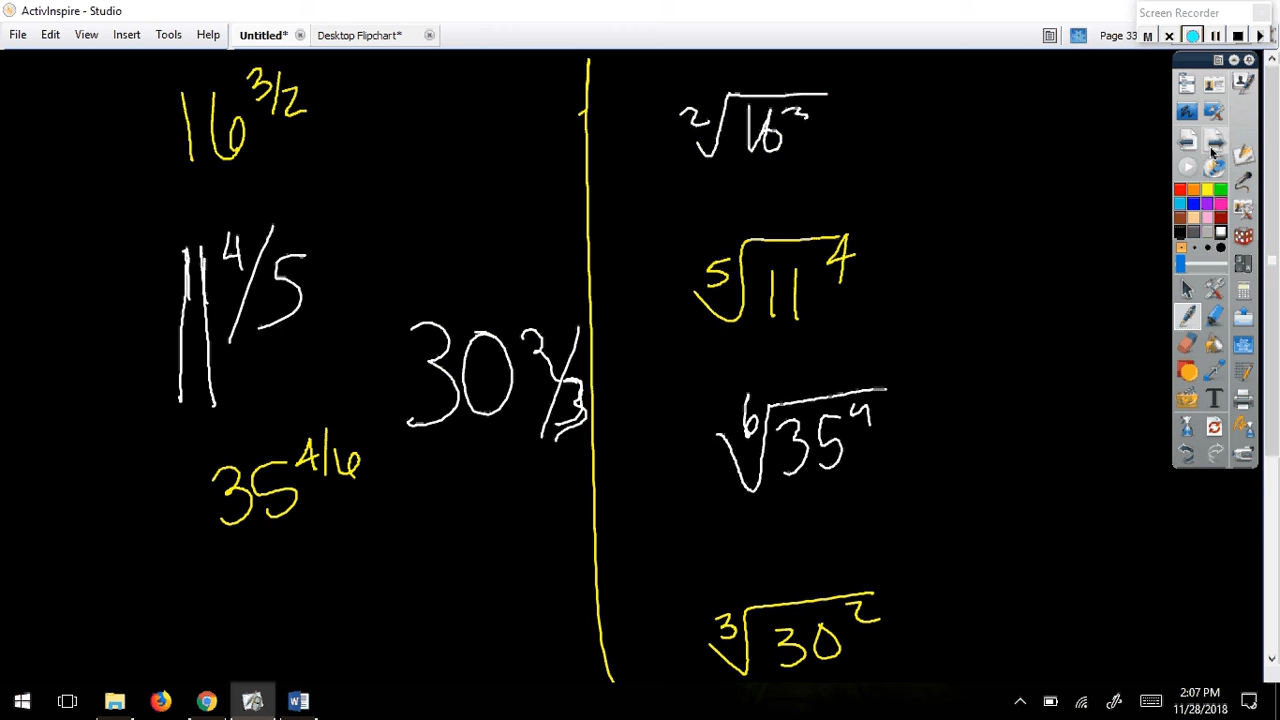 ActivInspire - Studio
Screen Recorder
File Edit View Insert Tools Help Untitled* Desktop Flipchart* Page 33
M
16^3/2
²√16³
11^4/5
⁵√11⁴
30^2/3
⁶√35⁴
35^4/6
³√30²
2:07 PM
11/28/2018